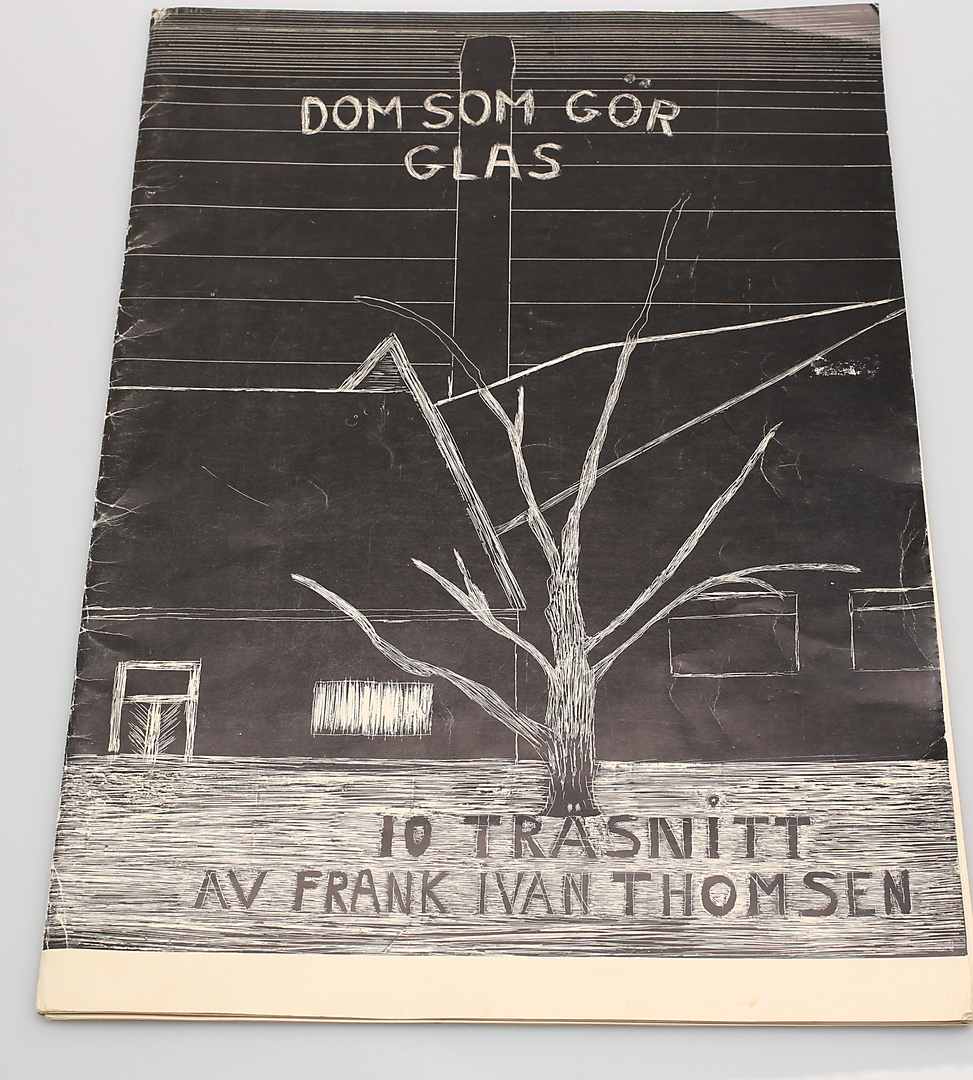 DOM SOM GÖR
GLAS
10 TRÄSNITT
AV FRANK IVAN THOMSEN